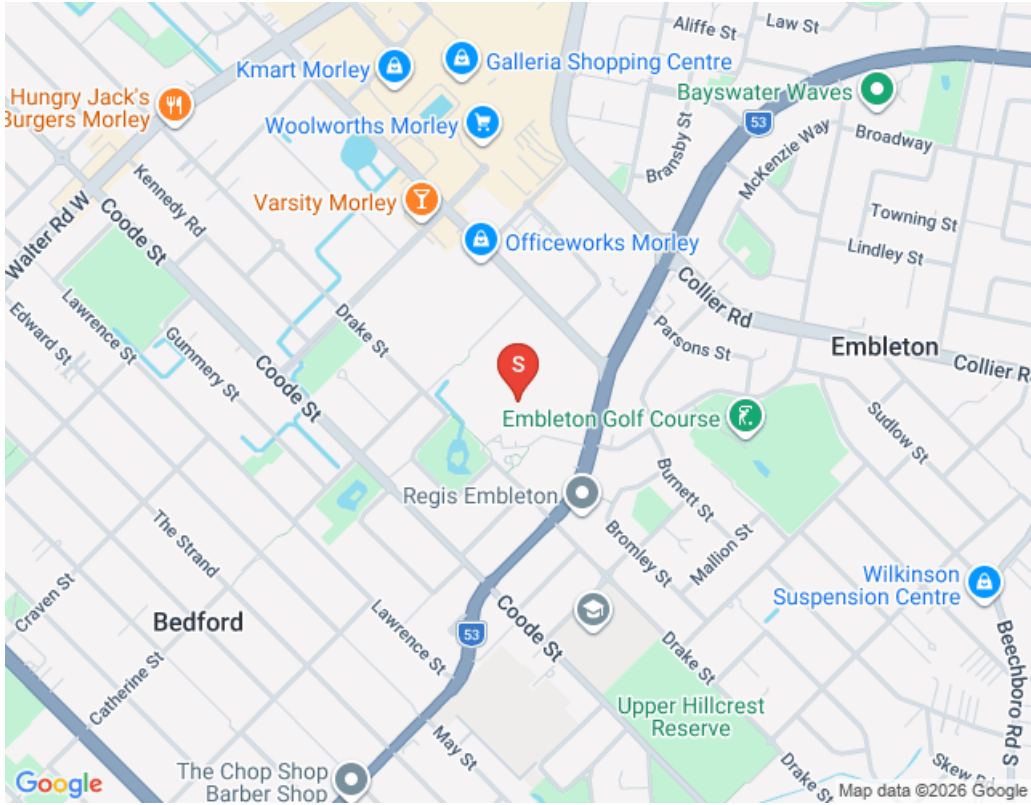 Aliffe St
Law St
Kmart Morley
Galleria Shopping Centre
Hungry Jack's
Burgers Morley
Bayswater Waves
Woolworths Morley
53
Broadway
Bransby St
McKenzie Way
Kennedy Rd
Varsity Morley
Towning St
Walter Rd W
Coode St
Officeworks Morley
Lindley St
Collier Rd
Lawrence St
Edward St
Drake St
Parsons St
Gummery St
Embleton
S
Collier R
Coode St
Embleton Golf Course
Sudlow St
Burnett St
Regis Embleton
The Strand
Bromley St
Mallion St
Wilkinson
Suspension Centre
Craven St
Bedford
Lawrence St
53
Coode St
Drake St
Beechboro Rd S
Catherine St
Upper Hillcrest
Reserve
May St
The Chop Shop
Barber Shop
Drake St
Skew Rd
Google
Map data ©2026 Google